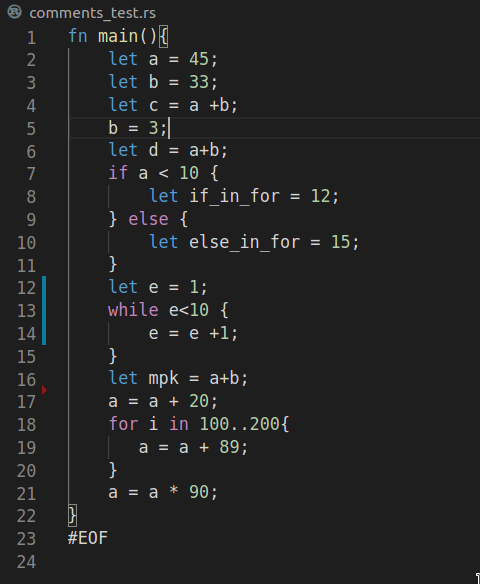 comments_test.rs
1 fn main(){
2     let a = 45;
3     let b = 33;
4     let c = a +b;
5     b = 3;
6     let d = a+b;
7     if a < 10 {
8         let if_in_for = 12;
9     } else {
10         let else_in_for = 15;
11     }
12     let e = 1;
13     while e<10 {
14         e = e +1;
15     }
16     let mpk = a+b;
17     a = a + 20;
18     for i in 100..200{
19        a = a + 89;
20     }
21     a = a * 90;
22 }
23 #EOF
24